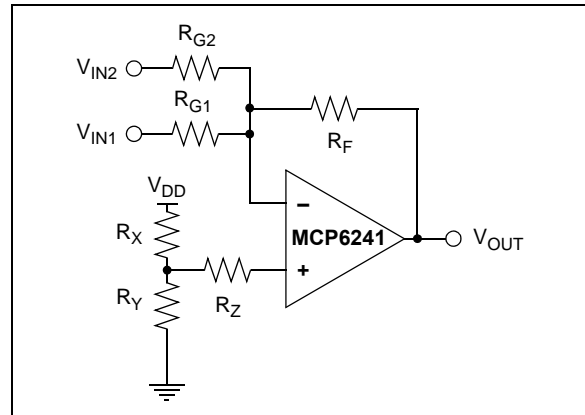 R_G2
V_IN2
R_G1
V_IN1
R_F
V_DD
–
R_X
MCP6241
V_OUT
+
R_Y
R_Z